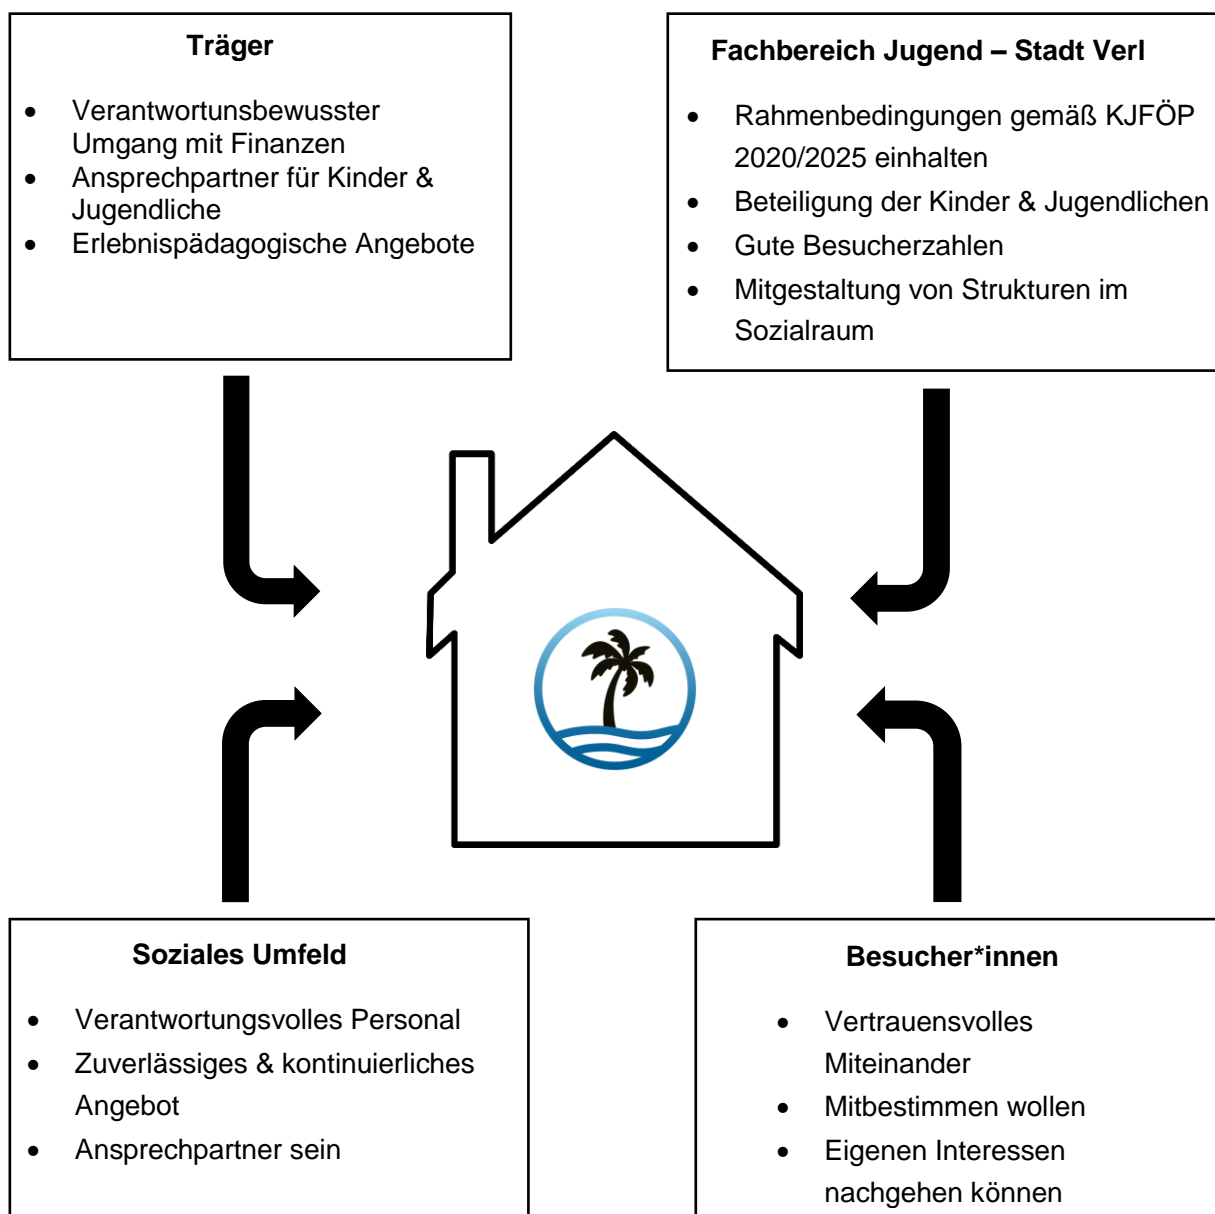 Träger
• Verantwortunsbewusster
Umgang mit Finanzen
• Ansprechpartner für Kinder &
Jugendliche
• Erlebnispädagogische Angebote
Fachbereich Jugend – Stadt Verl
• Rahmenbedingungen gemäß KJFÖP
2020/2025 einhalten
• Beteiligung der Kinder & Jugendlichen
• Gute Besucherzahlen
• Mitgestaltung von Strukturen im
Sozialraum
Soziales Umfeld
• Verantwortungsvolles Personal
• Zuverlässiges & kontinuierliches
Angebot
• Ansprechpartner sein
Besucher*innen
• Vertrauensvolles
Miteinander
• Mitbestimmen wollen
• Eigenen Interessen
nachgehen können